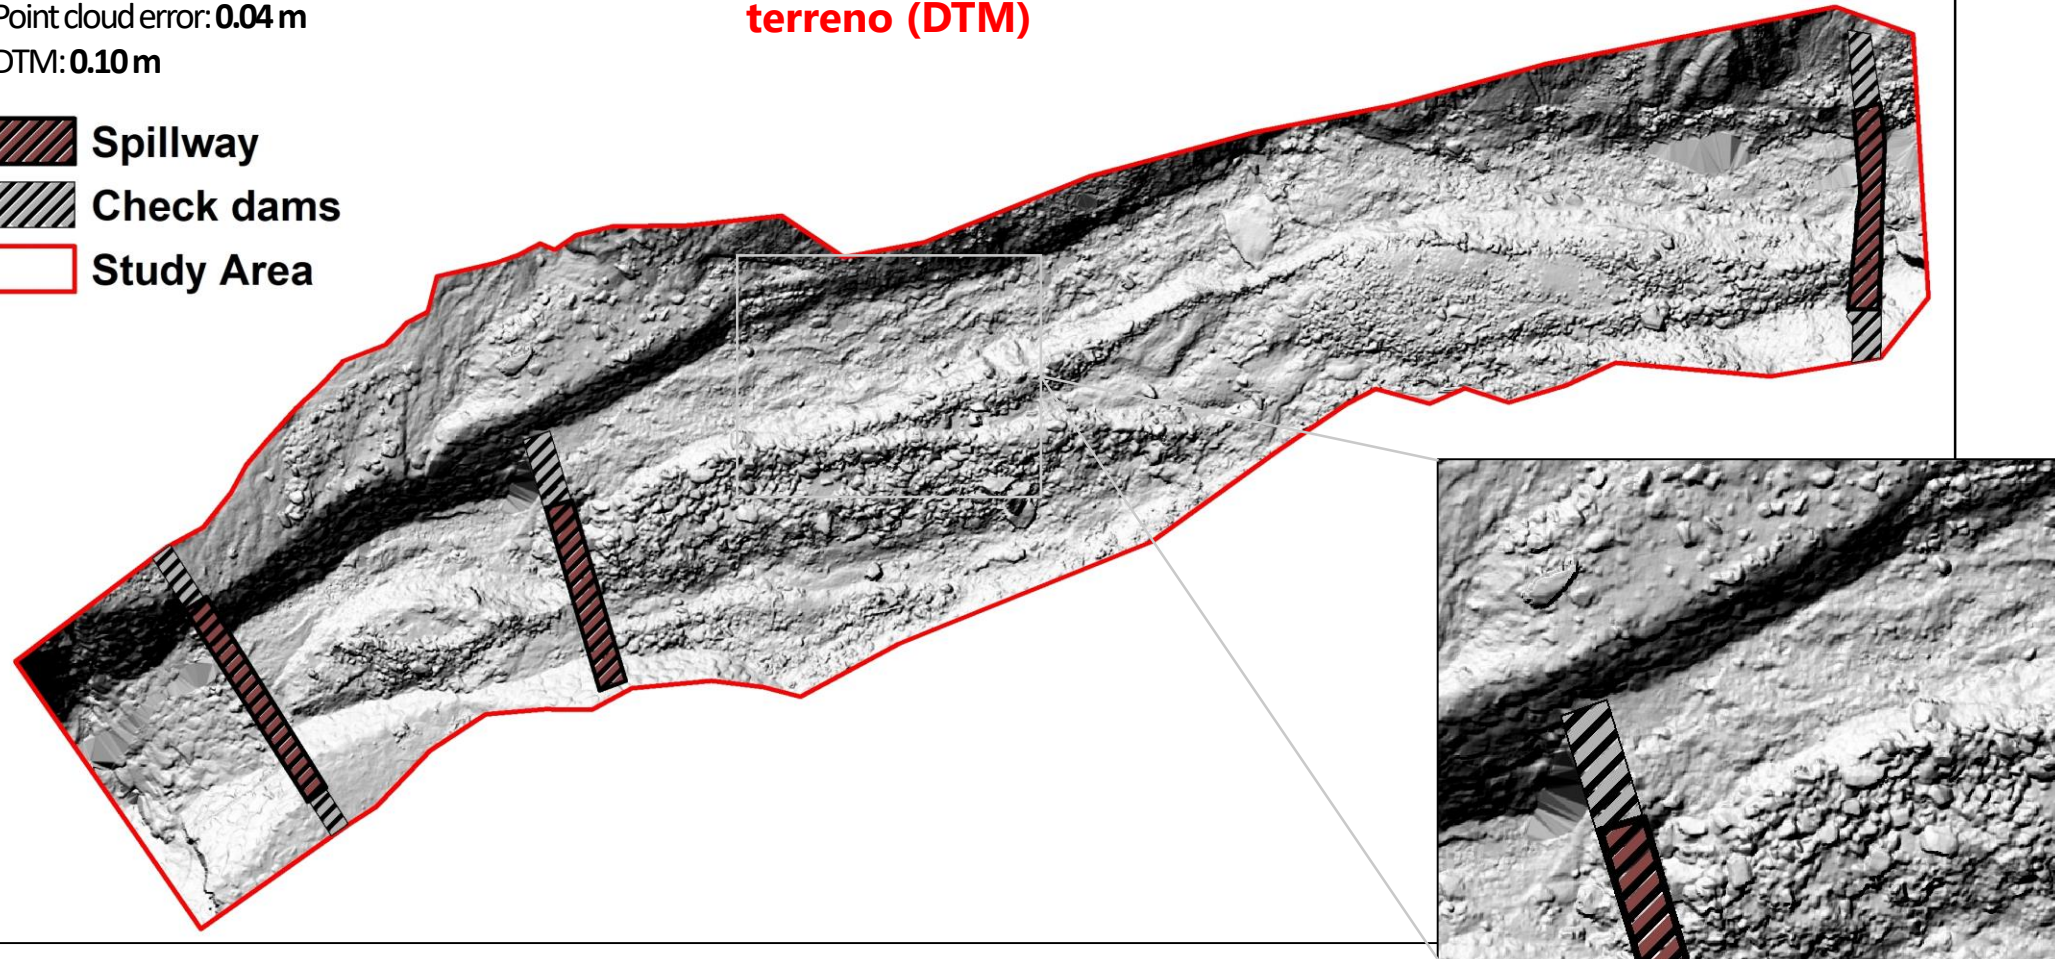 Point cloud error: 0.04 m
terreno (DTM)
DTM: 0.10 m
Spillway
Check dams
Study Area